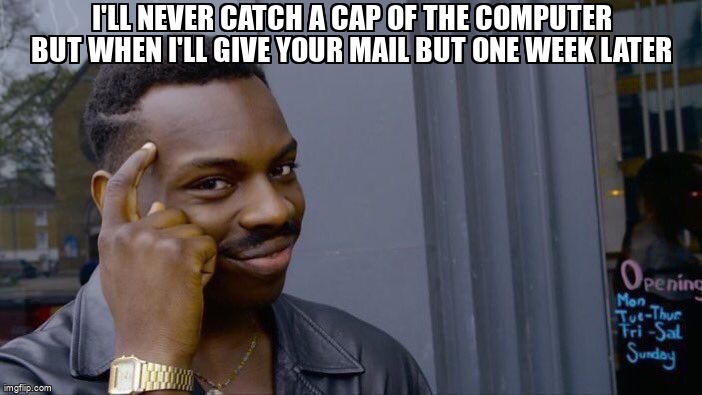 I'LL NEVER CATCH A CAP OF THE COMPUTER
BUT WHEN I'LL GIVE YOUR MAIL BUT ONE WEEK LATER
Opening
Mon
Tue-Thur
Fri-Sat
Sunday
imgflip.com